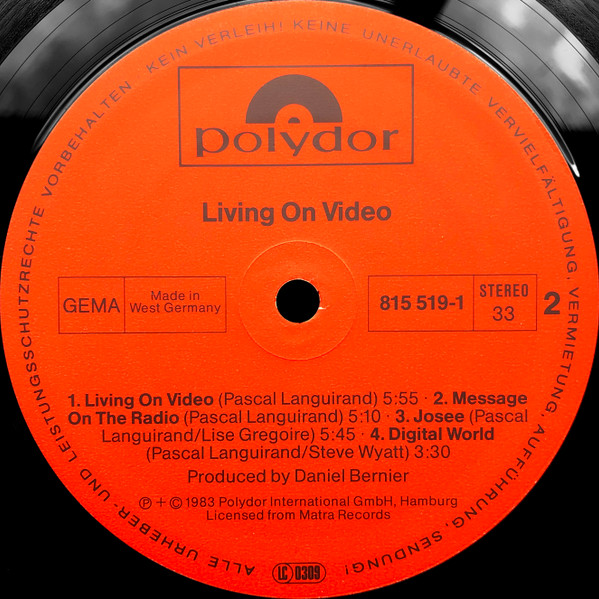 ALLE URHEBER- UND LEISTUNGSSCHUTZRECHTE VORBEHALTEN · KEIN VERLEIH! KEINE UNERLAUBTE VERVIELFÄLTIGUNG, VERMIETUNG, AUFFÜHRUNG, SENDUNG!
polydor
Living On Video
GEMA
Made in
West Germany
815 519-1
STEREO
33
2
1. Living On Video (Pascal Languirand) 5:55 · 2. Message
On The Radio (Pascal Languirand) 5:10 · 3. Josee (Pascal
Languirand/Lise Gregoire) 5:45 · 4. Digital World
(Pascal Languirand/Steve Wyatt) 3:30
Produced by Daniel Bernier
℗ + © 1983 Polydor International GmbH, Hamburg
Licensed from Matra Records
LC 0309